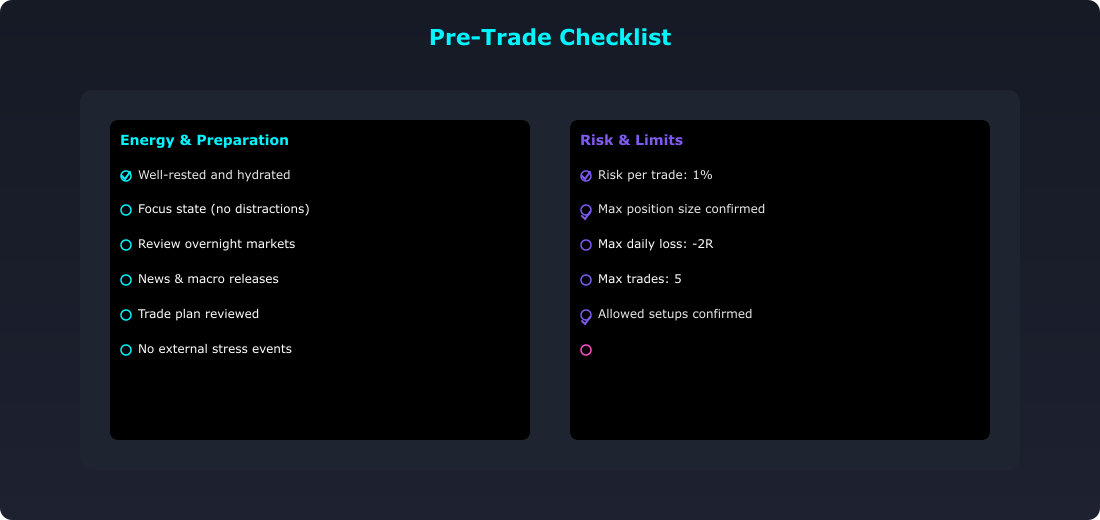 Pre-Trade Checklist
Energy & Preparation
Well-rested and hydrated
Focus state (no distractions)
Review overnight markets
News & macro releases
Trade plan reviewed
No external stress events
Risk & Limits
Risk per trade: 1%
Max position size confirmed
Max daily loss: -2R
Max trades: 5
Allowed setups confirmed